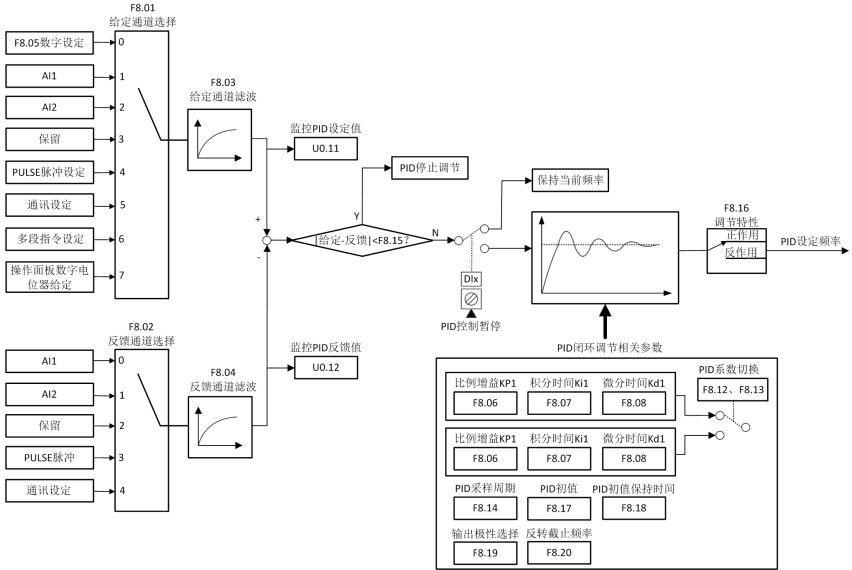 F8.01
给定通道选择
F8.05数字设定
0
AI1
1
AI2
2
保留
3
PULSE脉冲设定
4
通讯设定
5
多段指令设定
6
操作面板数字电
位器给定
7
F8.03
给定通道滤波
监控PID设定值
U0.11
+
-
|给定-反馈|<F8.15?
Y
N
PID停止调节
保持当前频率
DIx
PID控制暂停
F8.16
调节特性
正作用
反作用
PID设定频率
F8.02
反馈通道选择
AI1
0
AI2
1
保留
2
PULSE脉冲
3
通讯设定
4
F8.04
反馈通道滤波
监控PID反馈值
U0.12
PID闭环调节相关参数
比例增益KP1
积分时间Ki1
微分时间Kd1
F8.06
F8.07
F8.08
PID系数切换
F8.12、F8.13
比例增益KP1
积分时间Ki1
微分时间Kd1
F8.06
F8.07
F8.08
PID采样周期
PID初值
PID初值保持时间
F8.14
F8.17
F8.18
输出极性选择
反转截止频率
F8.19
F8.20